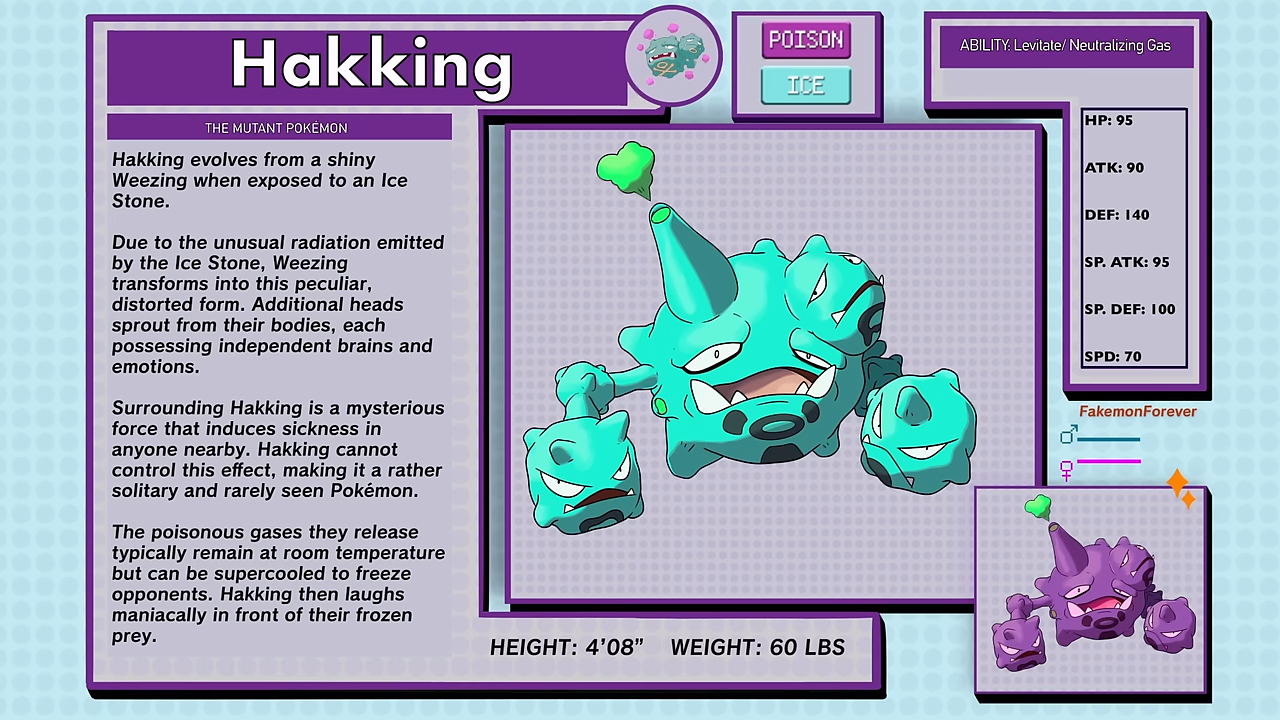 Hakking
POISON
ICE
ABILITY: Levitate/ Neutralizing Gas
THE MUTANT POKÉMON
Hakking evolves from a shiny
Weezing when exposed to an Ice
Stone.
Due to the unusual radiation emitted
by the Ice Stone, Weezing
transforms into this peculiar,
distorted form. Additional heads
sprout from their bodies, each
possessing independent brains and
emotions.
Surrounding Hakking is a mysterious
force that induces sickness in
anyone nearby. Hakking cannot
control this effect, making it a rather
solitary and rarely seen Pokémon.
The poisonous gases they release
typically remain at room temperature
but can be supercooled to freeze
opponents. Hakking then laughs
maniacally in front of their frozen
prey.
HP: 95
ATK: 90
DEF: 140
SP. ATK: 95
SP. DEF: 100
SPD: 70
FakemonForever
♂
♀
HEIGHT: 4’08” WEIGHT: 60 LBS